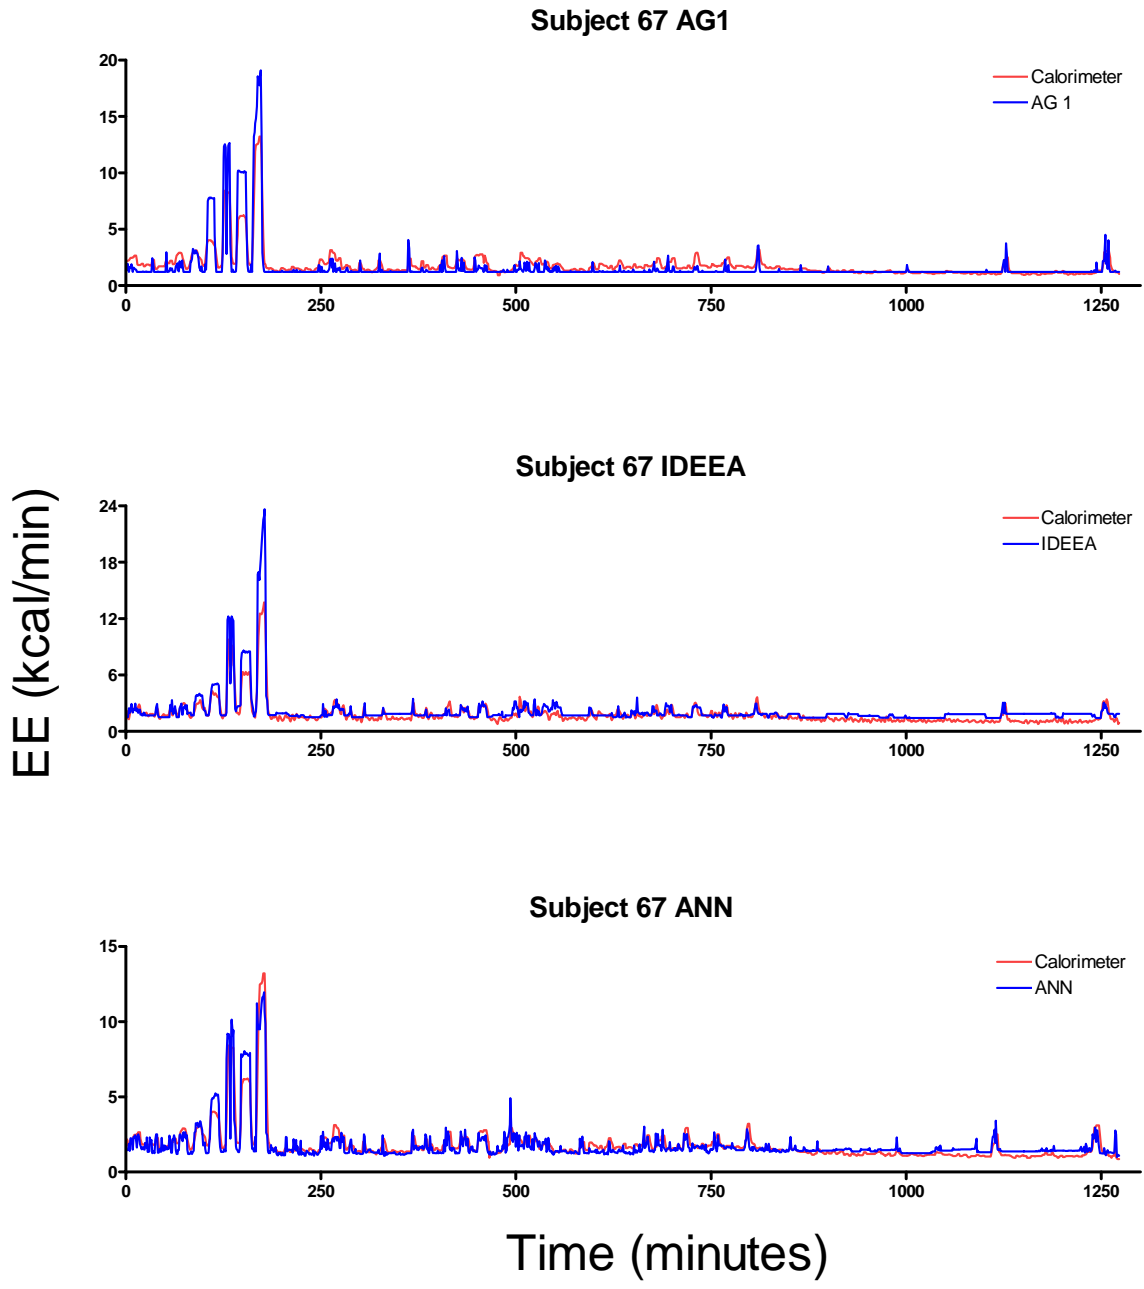 Subject 67 AG1
20
15
10
5
0
Calorimeter
AG 1
0 250 500 750 1000 1250
Subject 67 IDEEA
24
18
12
6
0
Calorimeter
IDEEA
0 250 500 750 1000 1250
EE (kcal/min)
Subject 67 ANN
15
10
5
0
Calorimeter
ANN
0 250 500 750 1000 1250
Time (minutes)